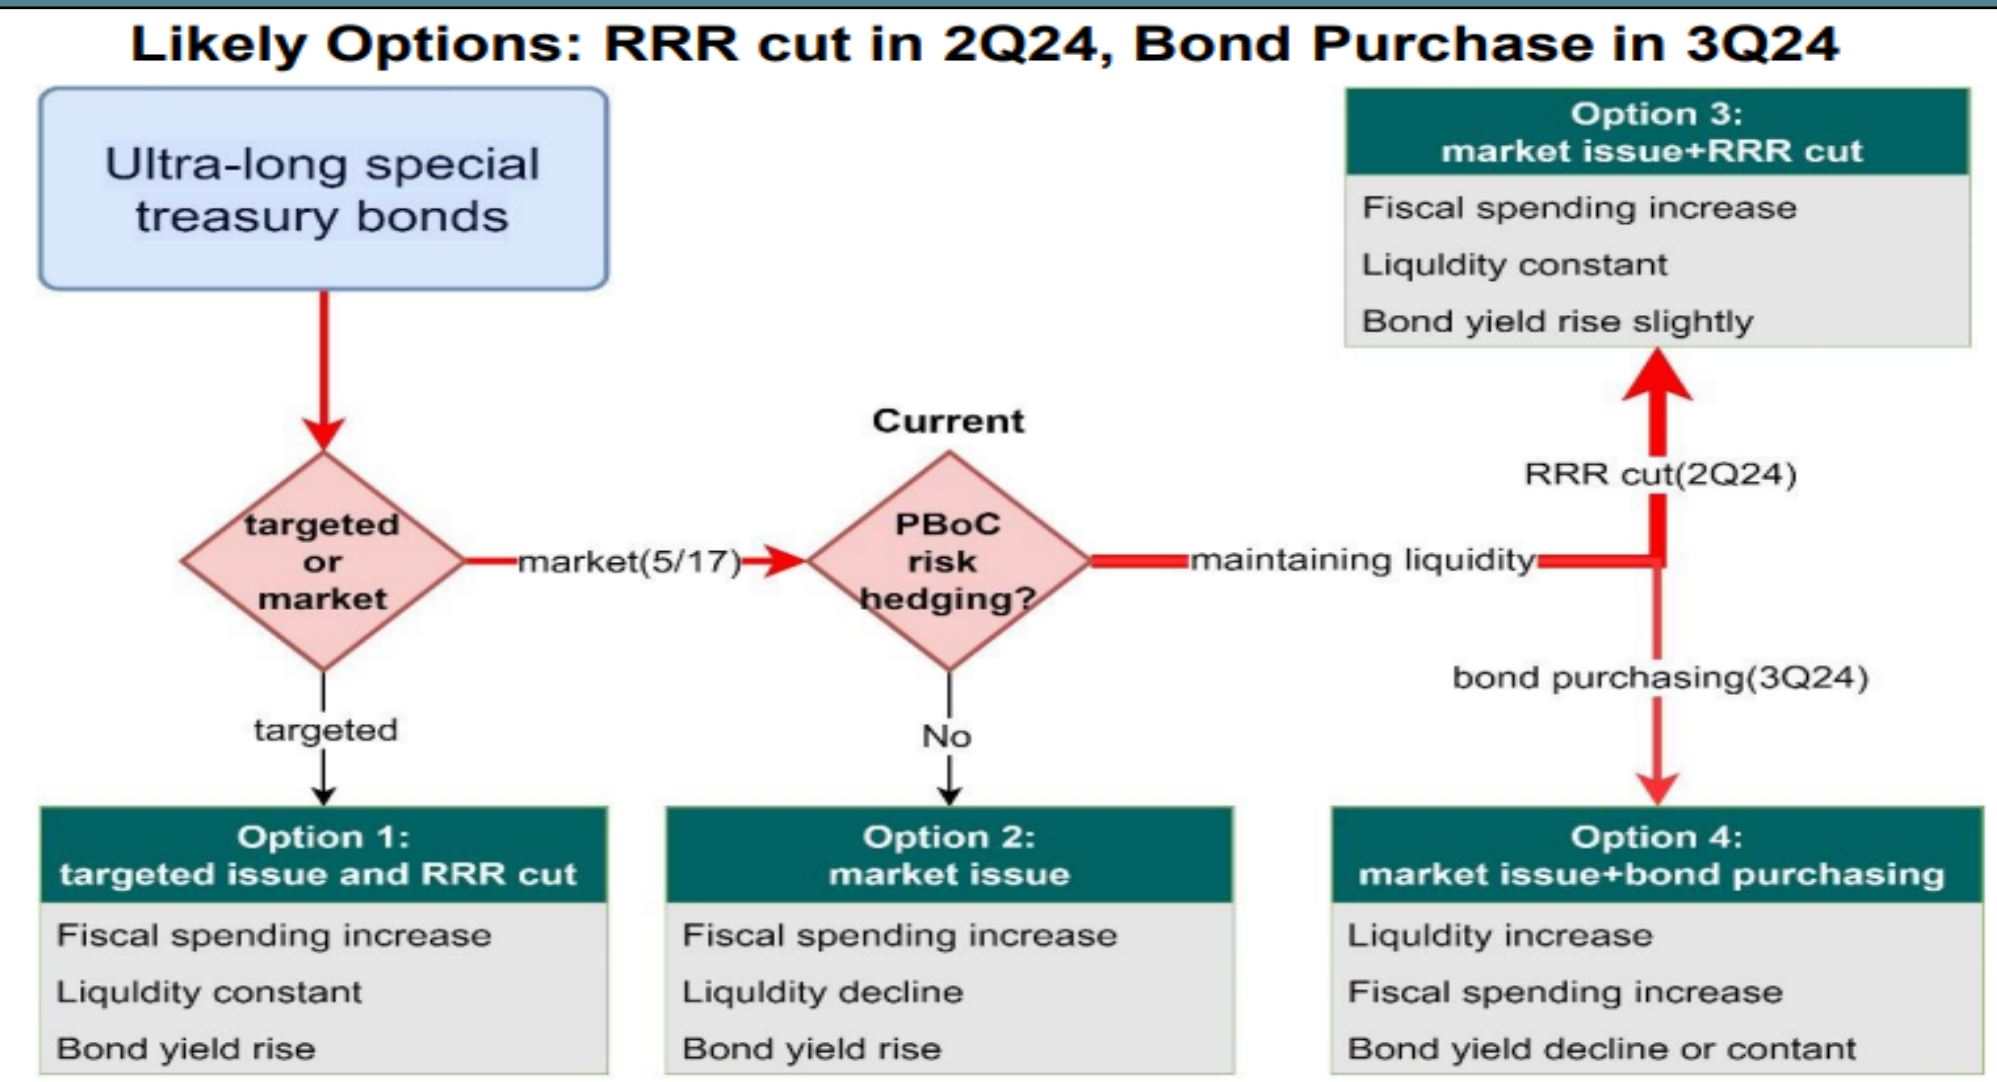 Likely Options: RRR cut in 2Q24, Bond Purchase in 3Q24
Ultra-long special
treasury bonds
Option 3:
market issue+RRR cut
Fiscal spending increase
Liquldity constant
Bond yield rise slightly
Current
RRR cut(2Q24)
targeted
or
market
market(5/17)
PBoC
risk
hedging?
maintaining liquidity
bond purchasing(3Q24)
targeted
No
Option 1:
targeted issue and RRR cut
Fiscal spending increase
Liquldity constant
Bond yield rise
Option 2:
market issue
Fiscal spending increase
Liquldity decline
Bond yield rise
Option 4:
market issue+bond purchasing
Liquldity increase
Fiscal spending increase
Bond yield decline or contant